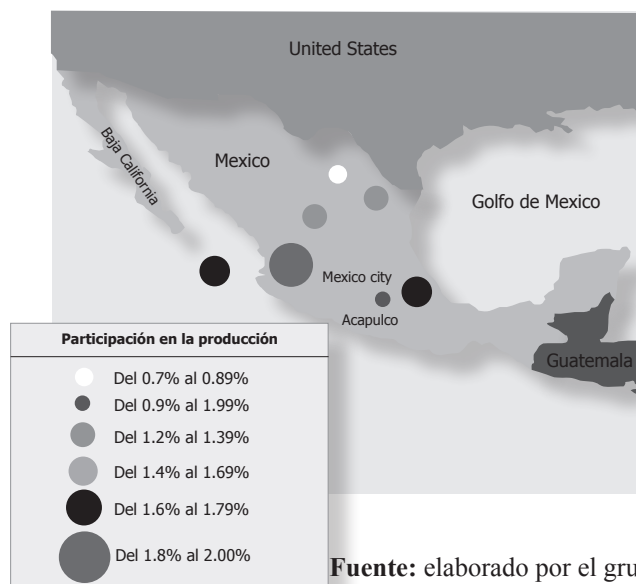 United States
Baja California
Mexico
Golfo de Mexico
Mexico city
Acapulco
Guatemala
Participación en la producción
Del 0.7% al 0.89%
Del 0.9% al 1.99%
Del 1.2% al 1.39%
Del 1.4% al 1.69%
Del 1.6% al 1.79%
Del 1.8% al 2.00%
Fuente: elaborado por el gru